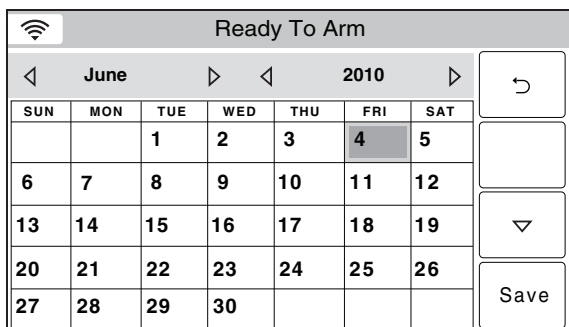 Ready To Arm
June 2010
SUN MON TUE WED THU FRI SAT
1 2 3 4 5
6 7 8 9 10 11 12
13 14 15 16 17 18 19
20 21 22 23 24 25 26
27 28 29 30
Save